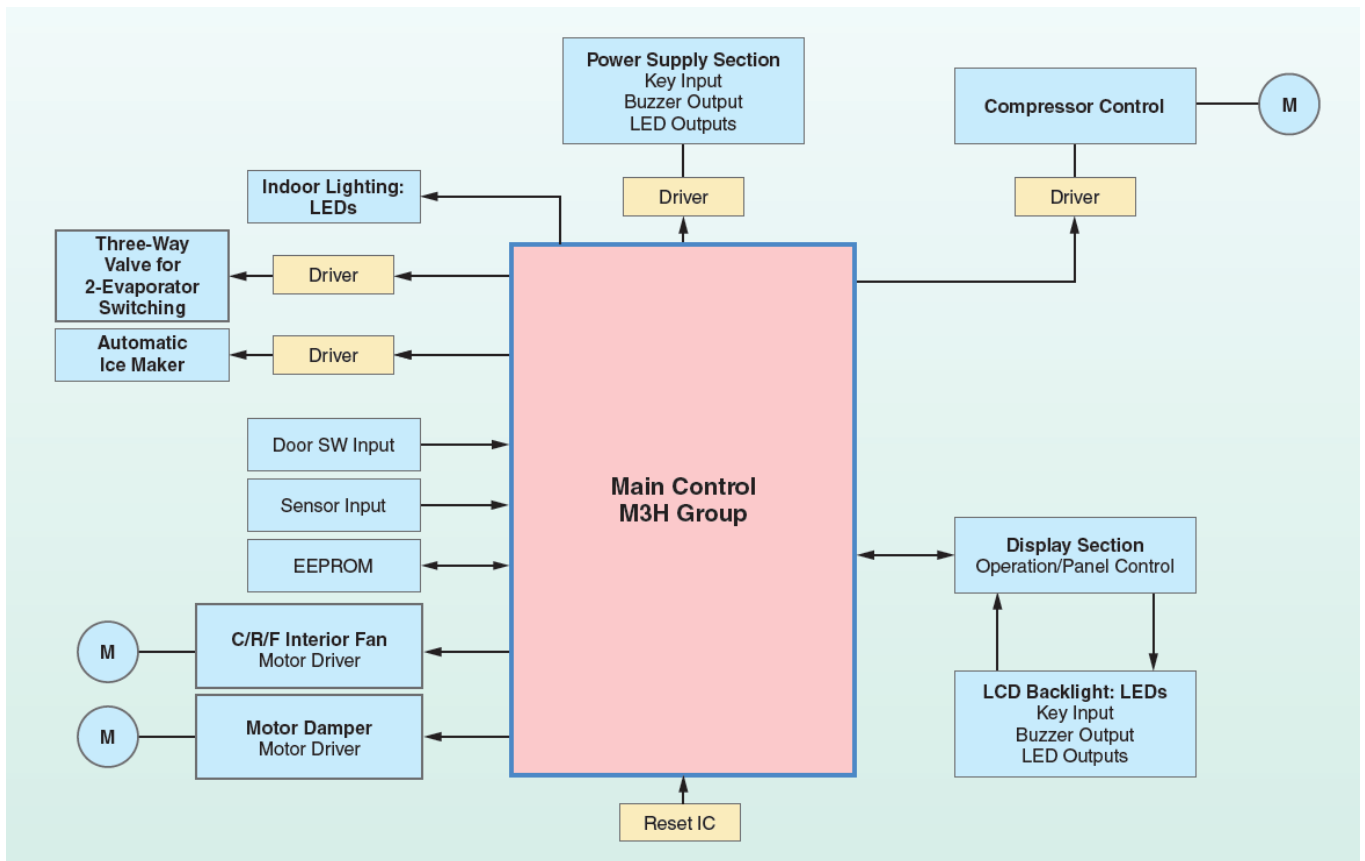 Power Supply Section
Key Input
Buzzer Output
LED Outputs
Compressor Control
M
Driver
Driver
Indoor Lighting:
LEDs
Three-Way
Valve for
2-Evaporator
Switching
Driver
Automatic
Ice Maker
Driver
Door SW Input
Sensor Input
EEPROM
Main Control
M3H Group
Display Section
Operation/Panel Control
C/R/F Interior Fan
Motor Driver
M
Motor Damper
Motor Driver
M
LCD Backlight: LEDs
Key Input
Buzzer Output
LED Outputs
Reset IC